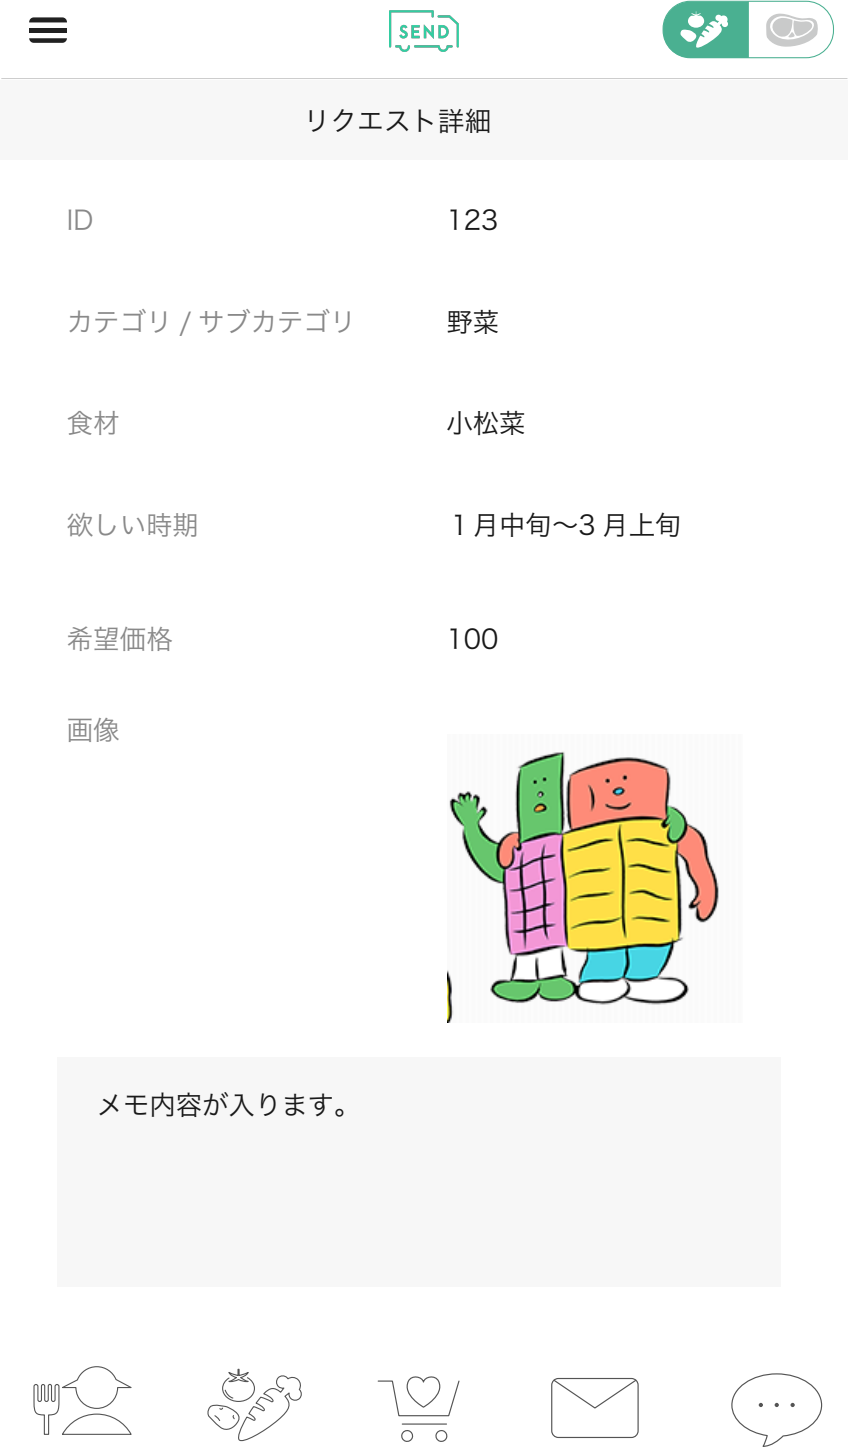 SEND
リクエスト詳細
ID 123
カテゴリ / サブカテゴリ 野菜
食材 小松菜
欲しい時期 1月中旬〜3月上旬
希望価格 100
画像
メモ内容が入ります。